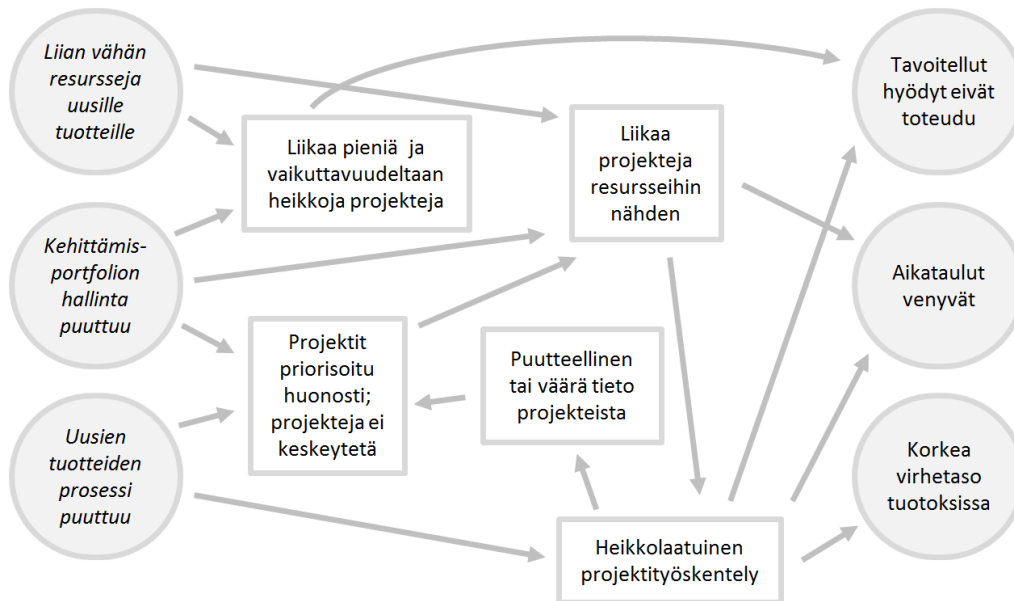 Liian vähän
resursseja
uusille
tuotteille
Kehittämis-
portfolion
hallinta
puuttuu
Uusien
tuotteiden
prosessi
puuttuu
Liikaa pieniä ja
vaikuttavuudeltaan
heikkoja projekteja
Projektit
priorisoitu
huonosti;
projekteja ei
keskeytetä
Puutteellinen
tai väärä tieto
projekteista
Liikaa
projekteja
resursseihin
nähden
Heikkolaatuinen
projektityöskentely
Tavoitellut
hyödyt eivät
toteudu
Aikataulut
venyvät
Korkea
virhetaso
tuotoksissa